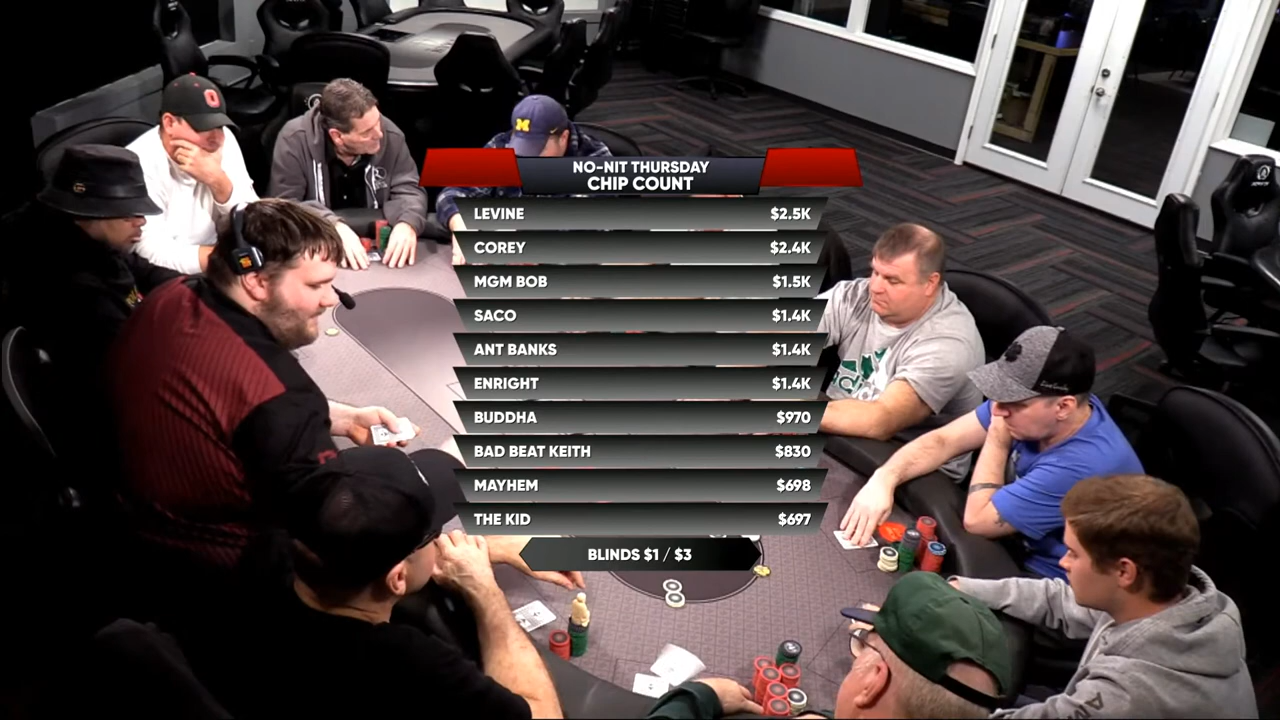 NO-NIT THURSDAY
CHIP COUNT
LEVINE $2.5K
COREY $2.4K
MGM BOB $1.5K
SACO $1.4K
ANT BANKS $1.4K
ENRIGHT $1.4K
BUDDHA $970
BAD BEAT KEITH $830
MAYHEM $698
THE KID $697
BLINDS $1 / $3
O
M